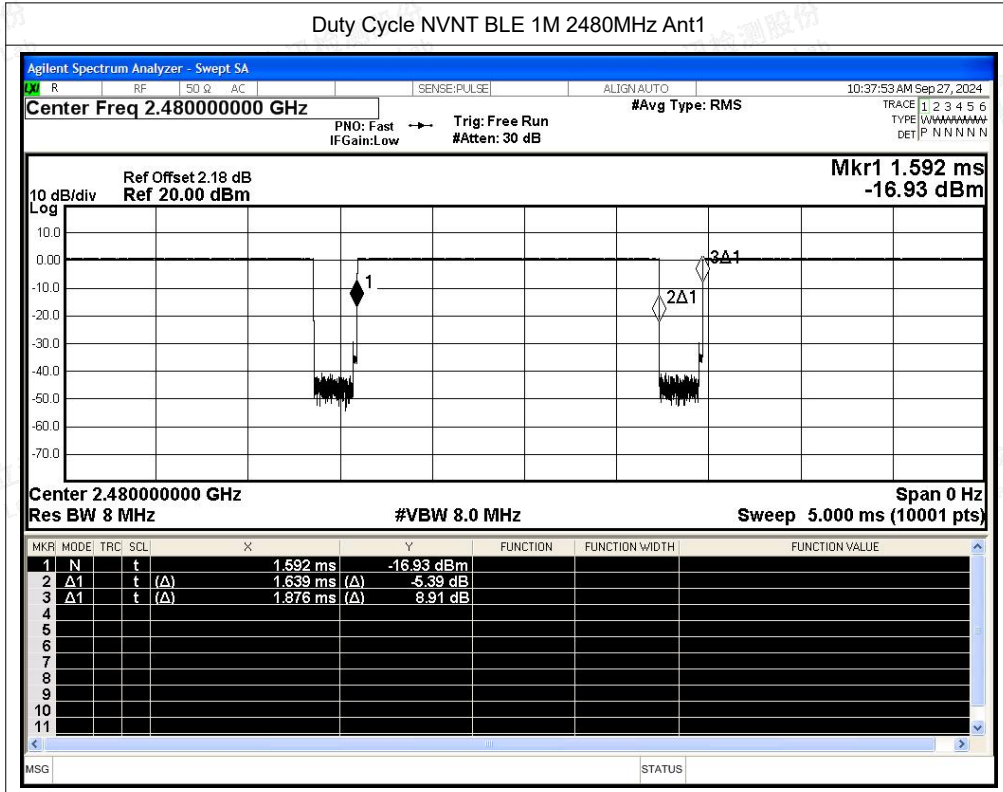 Duty Cycle NVNT BLE 1M 2480MHz Ant1
Agilent Spectrum Analyzer - Swept SA
LXI R RF 50 Ω AC SENSE:PULSE ALIGN AUTO 10:37:53 AM Sep 27, 2024
Center Freq 2.480000000 GHz #Avg Type: RMS TRACE 1 2 3 4 5 6
PNO: Fast Trig: Free Run TYPE WWWWWW
IFGain:Low #Atten: 30 dB DET P N N N N N
Mkr1 1.592 ms
Ref Offset 2.18 dB
10 dB/div Ref 20.00 dBm -16.93 dBm
Log
10.0
0.00 3Δ1
-10.0 1
2Δ1
-20.0
-30.0
-40.0
-50.0
-60.0
-70.0
Center 2.480000000 GHz Span 0 Hz
Res BW 8 MHz #VBW 8.0 MHz Sweep 5.000 ms (10001 pts)
MKR MODE TRC SCL X Y FUNCTION FUNCTION WIDTH FUNCTION VALUE
1 N t 1.592 ms -16.93 dBm
2 Δ1 t (Δ) 1.639 ms (Δ) -5.39 dB
3 Δ1 t (Δ) 1.876 ms (Δ) 8.91 dB
4
5
6
7
8
9
10
11
MSG STATUS